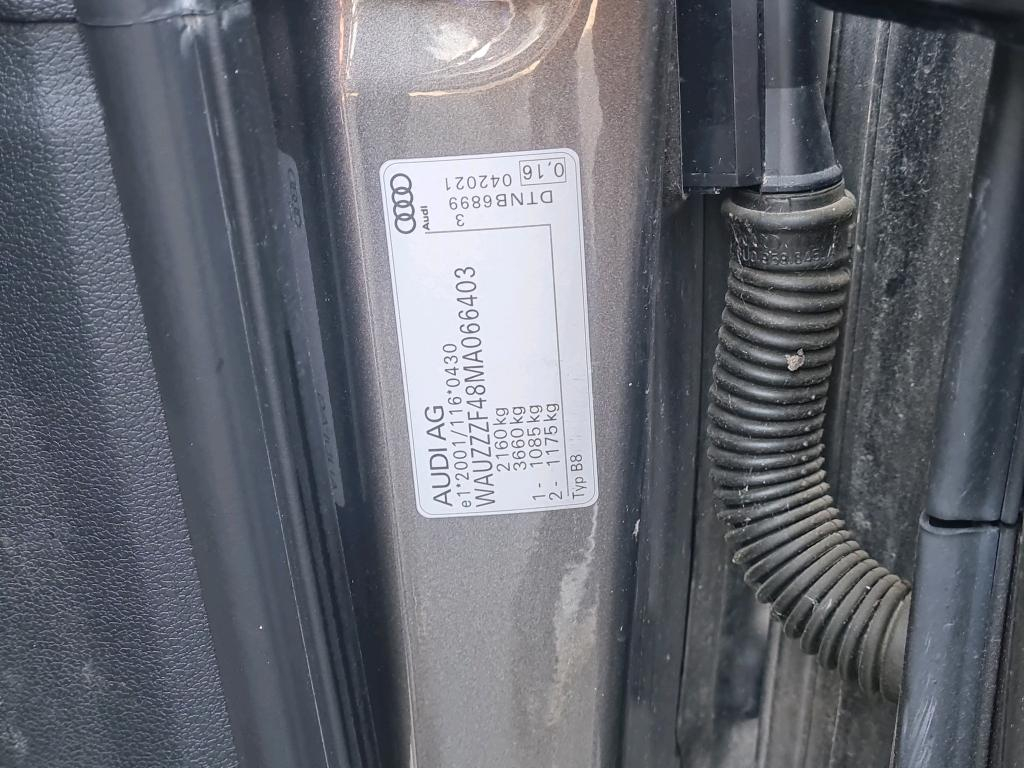 Audi
AUDI AG
e1*2001/116*0430
WAUZZZF48MA066403
2160kg
3660kg
1- 1085kg
2- 1175kg
Typ B8
3
DTNB6899
042021
0,16